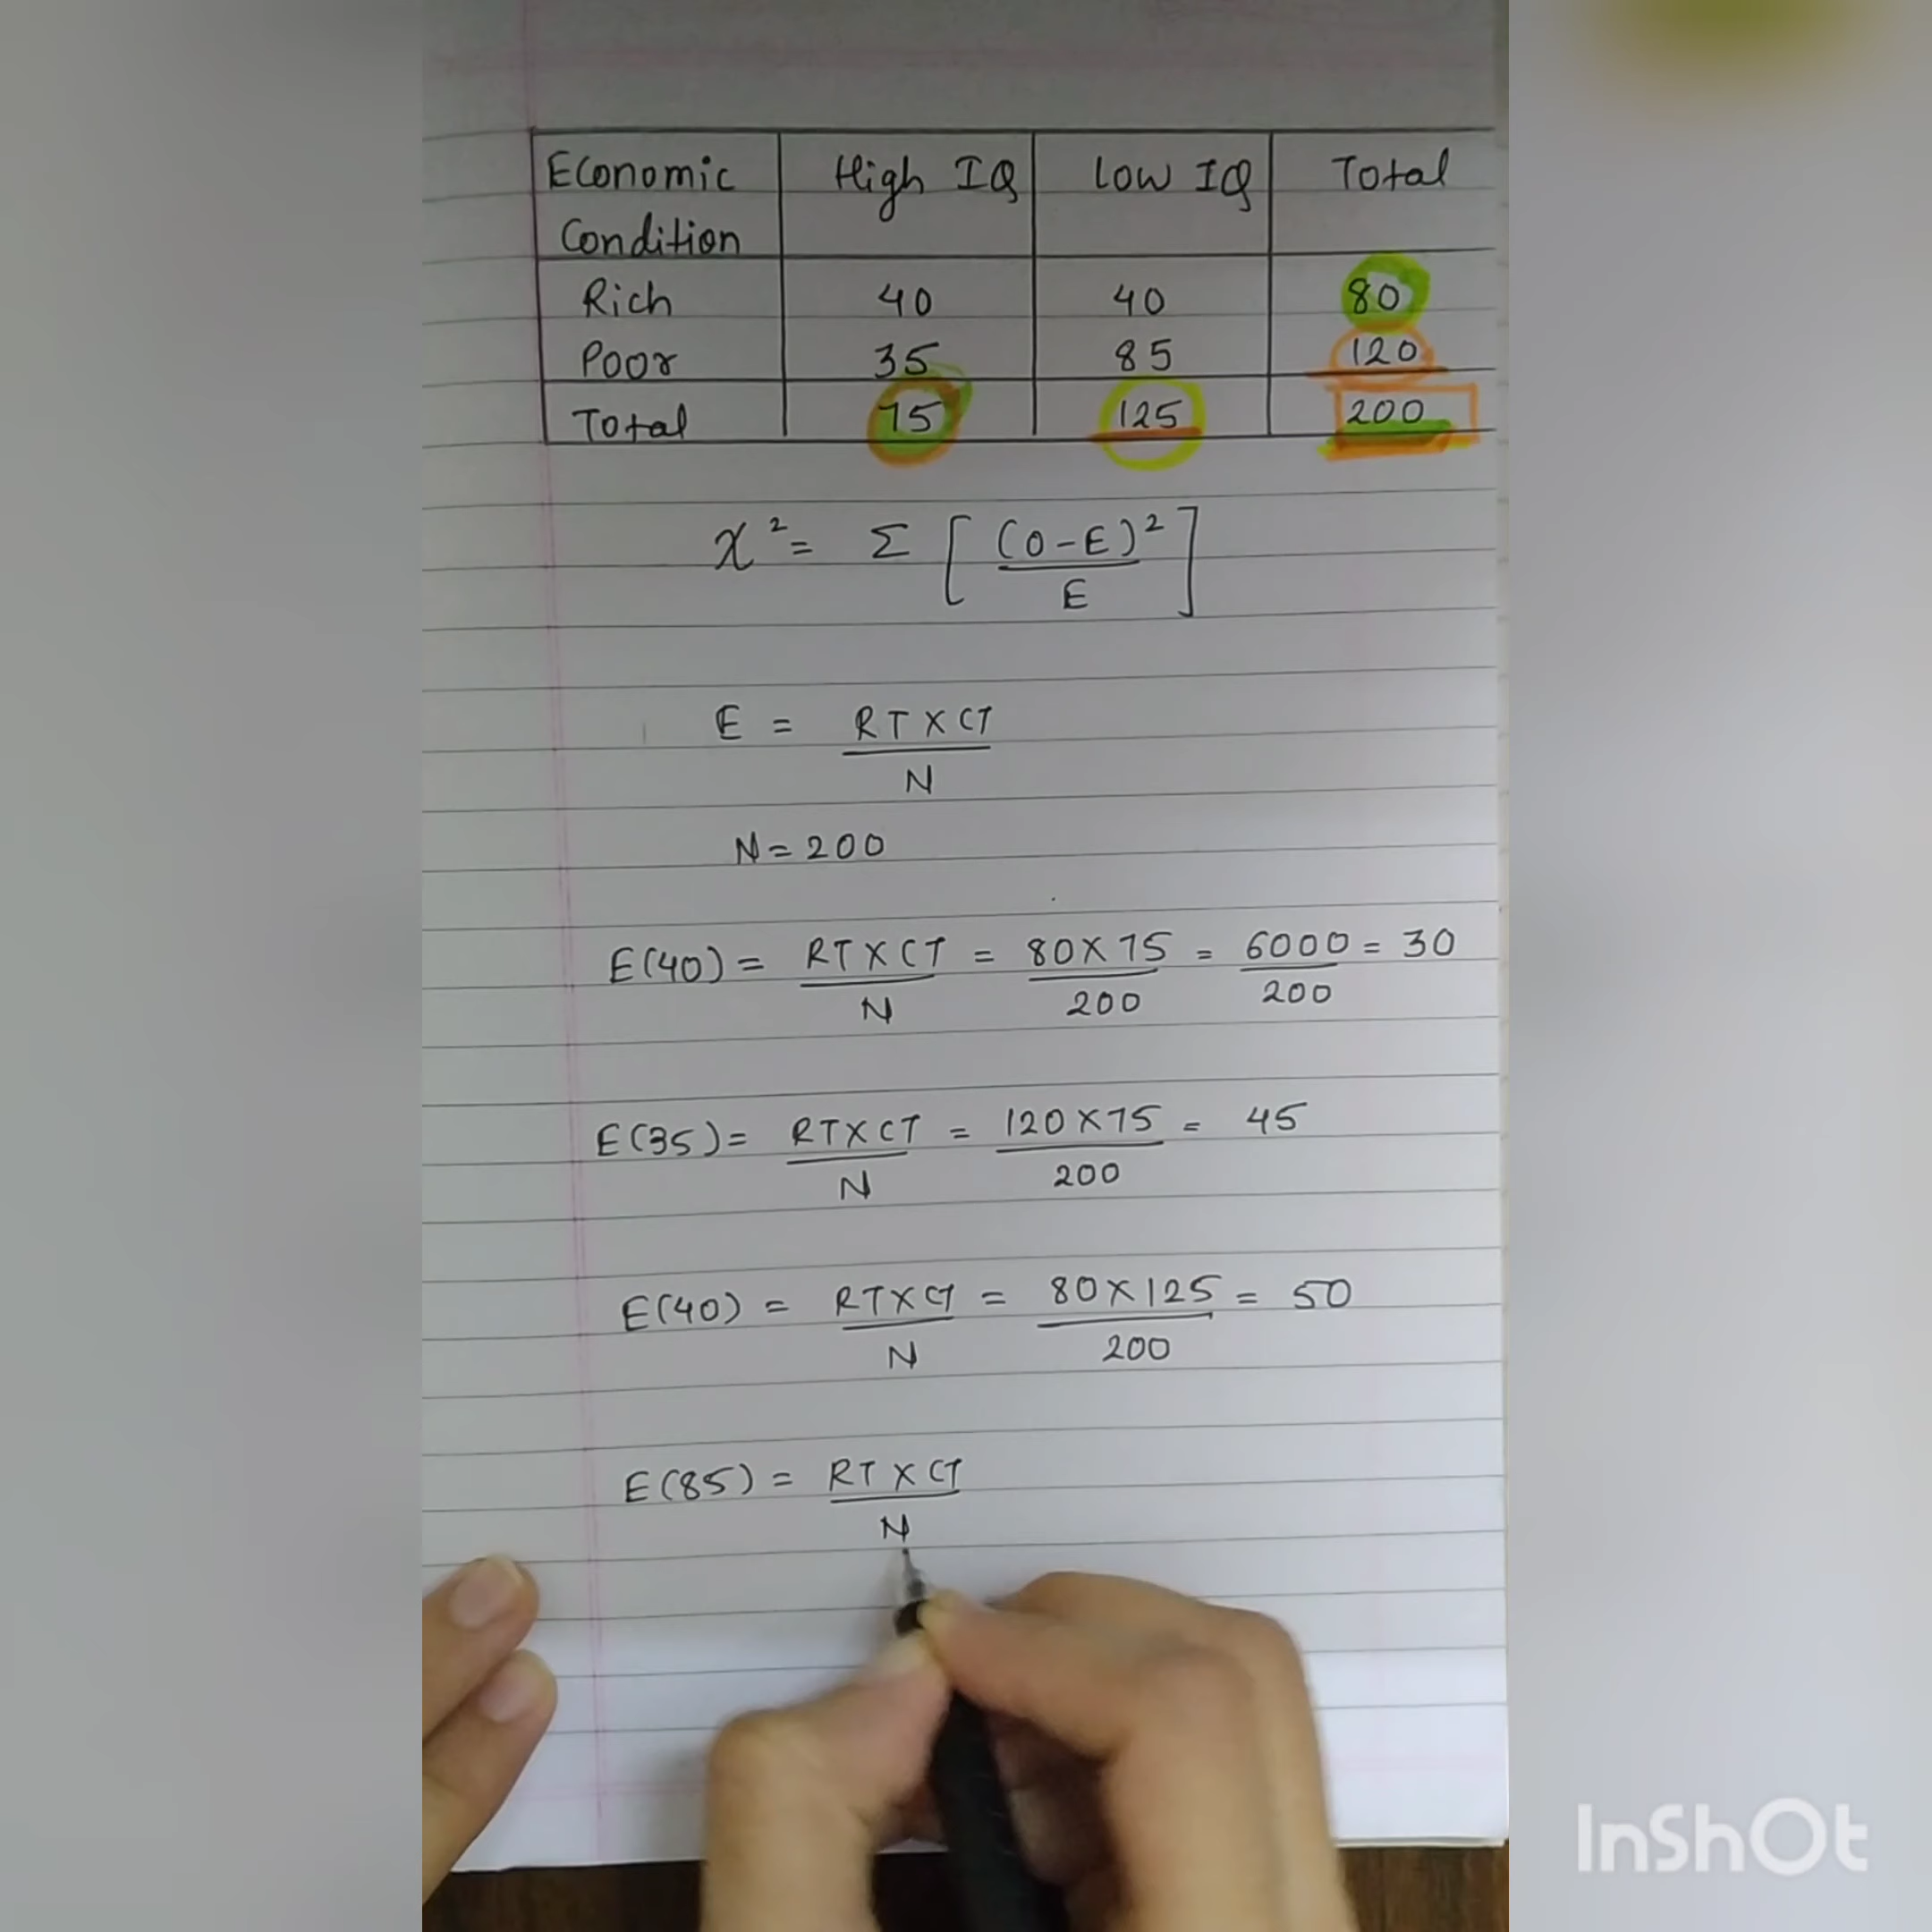 Economic Condition High IQ Low IQ Total
Rich 40 40 80
Poor 35 85 120
Total 75 125 200
χ² = Σ [ (O-E)² / E ]
E = RT X CT / N
N = 200
E(40) = RT X CT / N = 80 X 75 / 200 = 6000 / 200 = 30
E(35) = RT X CT / N = 120 X 75 / 200 = 45
E(40) = RT X CT / N = 80 X 125 / 200 = 50
E(85) = RT X CT / N
InShOt